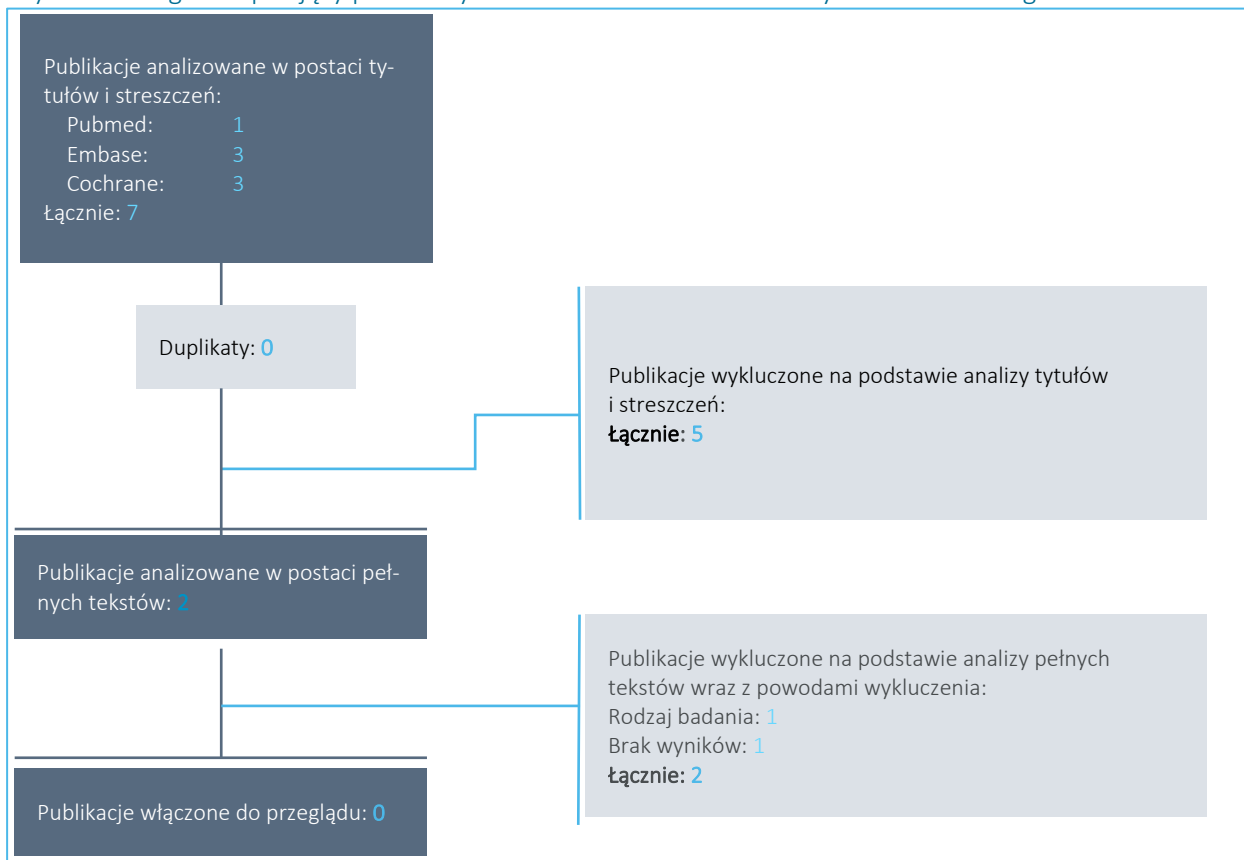 Publikacje analizowane w postaci ty-
tułów i streszczeń:
Pubmed: 1
Embase: 3
Cochrane: 3
Łącznie: 7
Duplikaty: 0
Publikacje wykluczone na podstawie analizy tytułów
i streszczeń:
Łącznie: 5
Publikacje analizowane w postaci peł-
nych tekstów: 2
Publikacje wykluczone na podstawie analizy pełnych
tekstów wraz z powodami wykluczenia:
Rodzaj badania: 1
Brak wyników: 1
Łącznie: 2
Publikacje włączone do przeglądu: 0